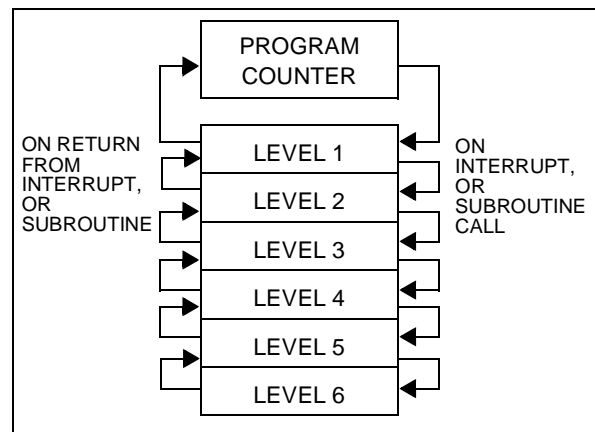 PROGRAM
COUNTER
ON RETURN
FROM
INTERRUPT,
OR
SUBROUTINE
ON
INTERRUPT,
OR
SUBROUTINE
CALL
LEVEL 1
LEVEL 2
LEVEL 3
LEVEL 4
LEVEL 5
LEVEL 6